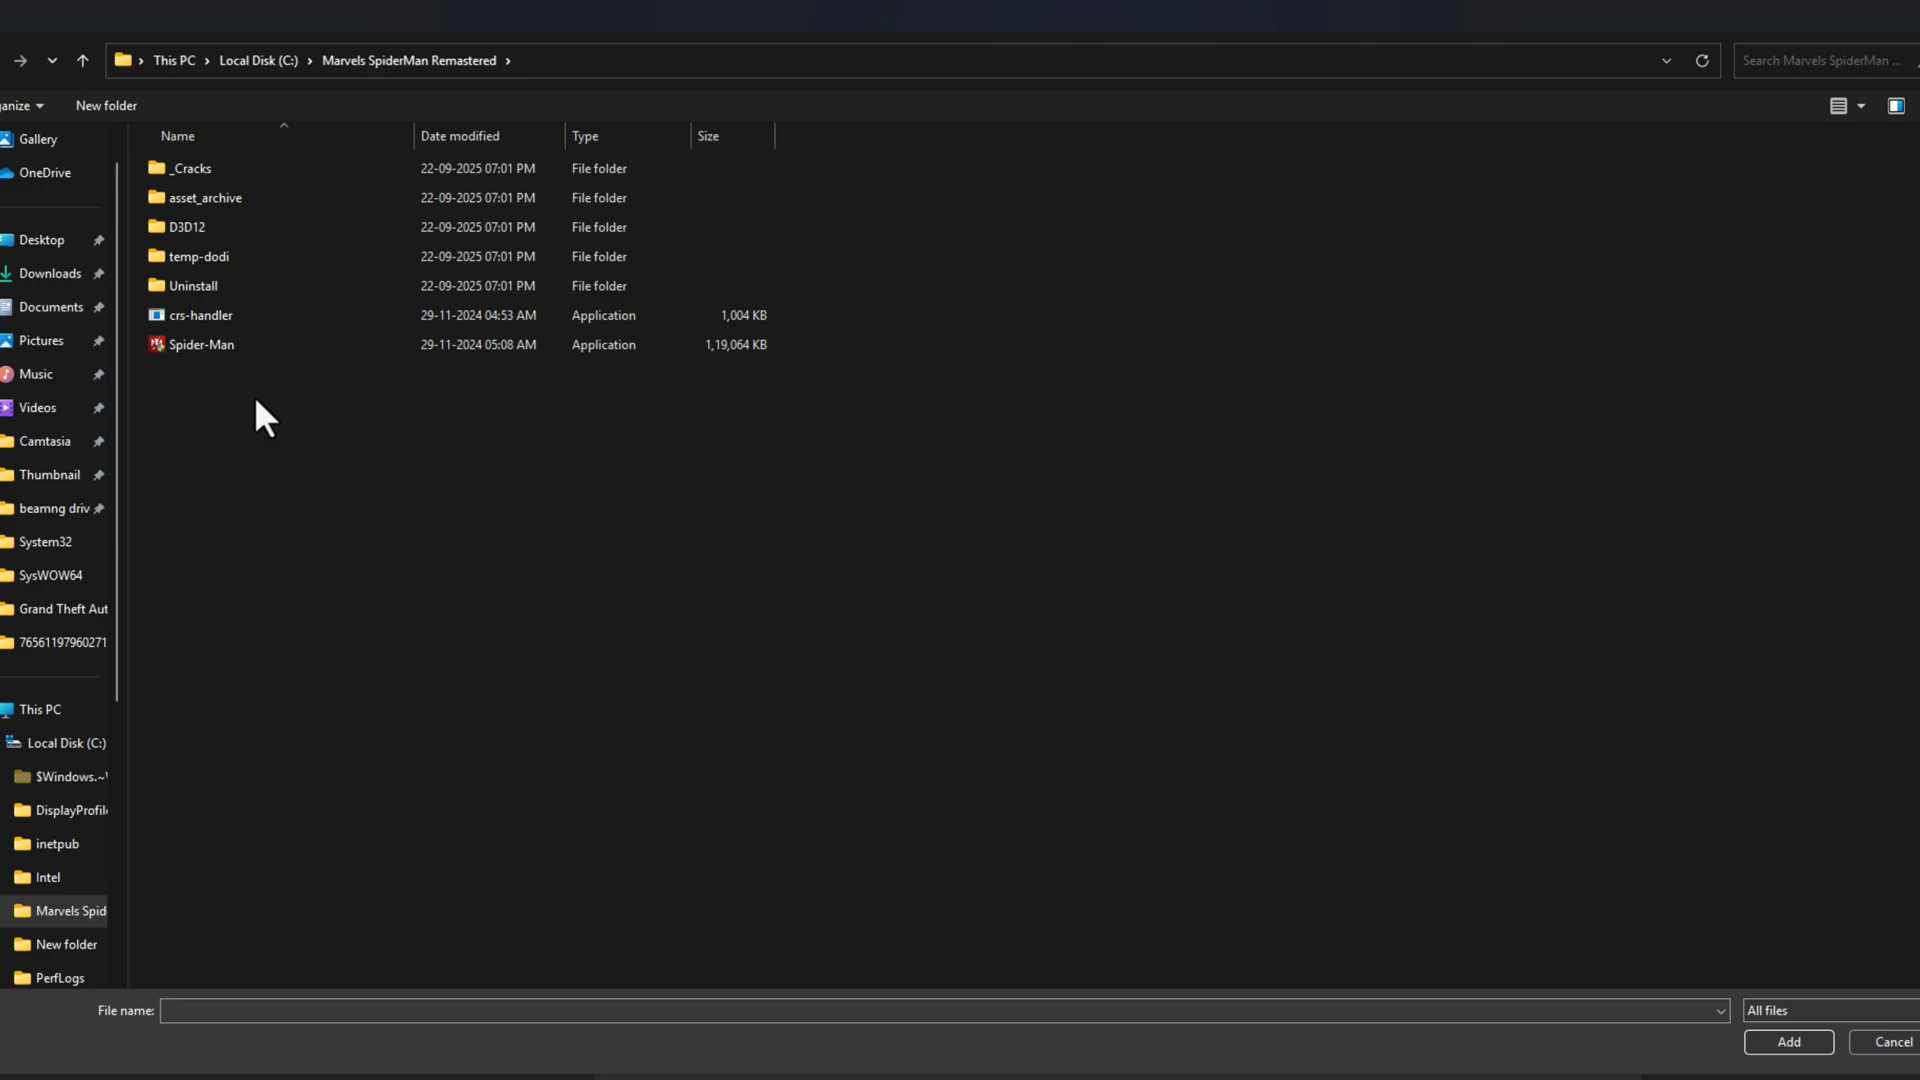 This PC > Local Disk (C:) > Marvels SpiderMan Remastered >
Search Marvels SpiderMan ...
anize
New folder
Name
Date modified
Type
Size
_Cracks 22-09-2025 07:01 PM File folder
asset_archive 22-09-2025 07:01 PM File folder
D3D12 22-09-2025 07:01 PM File folder
temp-dodi 22-09-2025 07:01 PM File folder
Uninstall 22-09-2025 07:01 PM File folder
crs-handler 29-11-2024 04:53 AM Application 1,004 KB
Spider-Man 29-11-2024 05:08 AM Application 1,19,064 KB
Gallery
OneDrive
Desktop
Downloads
Documents
Pictures
Music
Videos
Camtasia
Thumbnail
beamng driv
System32
SysWOW64
Grand Theft Aut
76561197960271
This PC
Local Disk (C:)
$Windows.~
DisplayProfil
inetpub
Intel
Marvels Spid
New folder
PerfLogs
File name:
All files
Add
Cancel